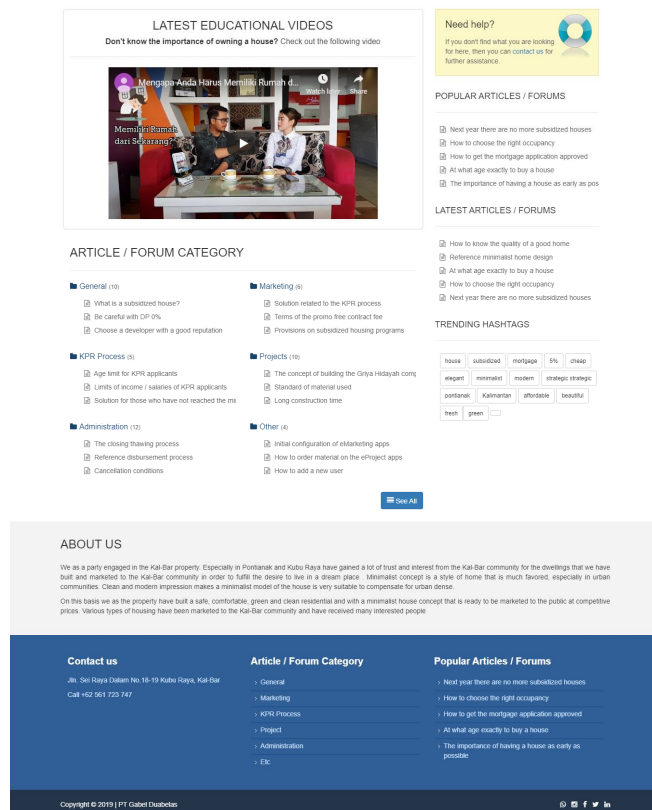 LATEST EDUCATIONAL VIDEOS
Don't know the importance of owning a house? Check out the following video
Mengapa Anda Harus Memiliki Rumah d...
Watch later
Share
Memiliki Rumah
dari Sekarang?
ARTICLE / FORUM CATEGORY
General (10)
What is a subsidized house?
Be careful with DP 0%
Choose a developer with a good reputation
Marketing (6)
Solution related to the KPR process
Terms of the promo free contract fee
Provisions on subsidized housing programs
KPR Process (5)
Age limit for KPR applicants
Limits of income / salaries of KPR applicants
Solution for those who have not reached the mi
Projects (10)
The concept of building the Griya Hidayah comp
Standard of material used
Long construction time
Administration (12)
The closing thawing process
Reference disbursement process
Cancellation conditions
Other (4)
Initial configuration of eMarketing apps
How to order material on the eProject apps
How to add a new user
See All
Need help?
If you don't find what you are looking
for here, then you can contact us for
further assistance.
POPULAR ARTICLES / FORUMS
Next year there are no more subsidized houses
How to choose the right occupancy
How to get the mortgage application approved
At what age exactly to buy a house
The importance of having a house as early as pos
LATEST ARTICLES / FORUMS
How to know the quality of a good home
Reference minimalist home design
At what age exactly to buy a house
How to choose the right occupancy
Next year there are no more subsidized houses
TRENDING HASHTAGS
house subsidized mortgage 5% cheap
elegant minimalist modern strategic strategic
pontianak Kalimantan affordable beautiful
fresh green
ABOUT US
We as a party engaged in the Kal-Bar property. Especially in Pontianak and Kubu Raya have gained a lot of trust and interest from the Kal-Bar community for the dwellings that we have
built and marketed to the Kal-Bar community in order to fulfill the desire to live in a dream place . Minimalist concept is a style of home that is much favored, especially in urban
communities. Clean and modern impression makes a minimalist model of the house is very suitable to compensate for urban dense.
On this basis we as the property have built a safe, comfortable, green and clean residential and with a minimalist house concept that is ready to be marketed to the public at competitive
prices. Various types of housing have been marketed to the Kal-Bar community and have received many interested people
Contact us
Jln. Sei Raya Dalam No.18-19 Kubu Raya, Kal-Bar
Call +62 561 723 747
Article / Forum Category
General
Marketing
KPR Process
Project
Administration
Etc
Popular Articles / Forums
Next year there are no more subsidized houses
How to choose the right occupancy
How to get the mortgage application approved
At what age exactly to buy a house
The importance of having a house as early as
possible
Copyright © 2019 | PT Gabel Duabelas